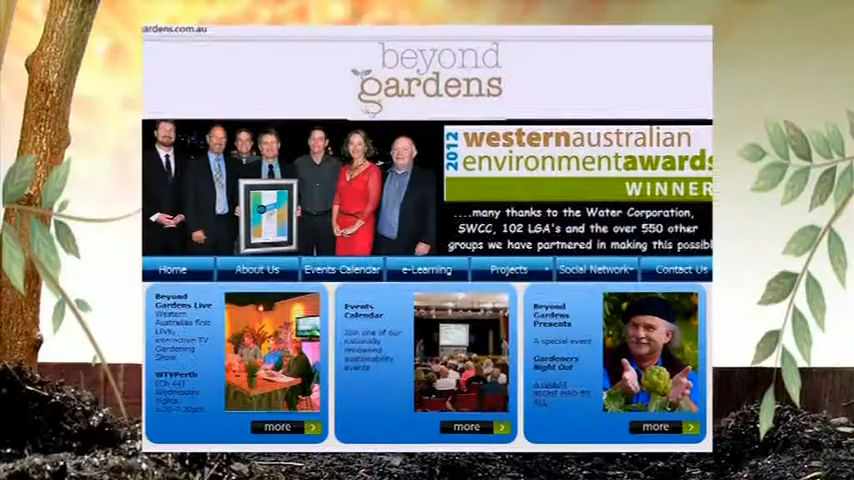 ardens.com.au
beyond
gardens
2012
westernaustralian
environmentawards
WINNER
....many thanks to the Water Corporation,
SWCC, 102 LGA's and the over 550 other
groups we have partnered in making this possibl
Home About Us Events Calendar e-Learning Projects Social Network Contact Us
Beyond
Gardens Live
Western
Australias first
LIVE,
interactive TV
Gardening
Show
WTVPerth
(Ch 44)
Wednesday
nights
more
Events
Calendar
Join one of our
nationally
renowned
sustainability
events
more
Beyond
Gardens
Presents
A special event
Gardeners
Night Out
A GREAT
NIGHT HAD BY
ALL
more